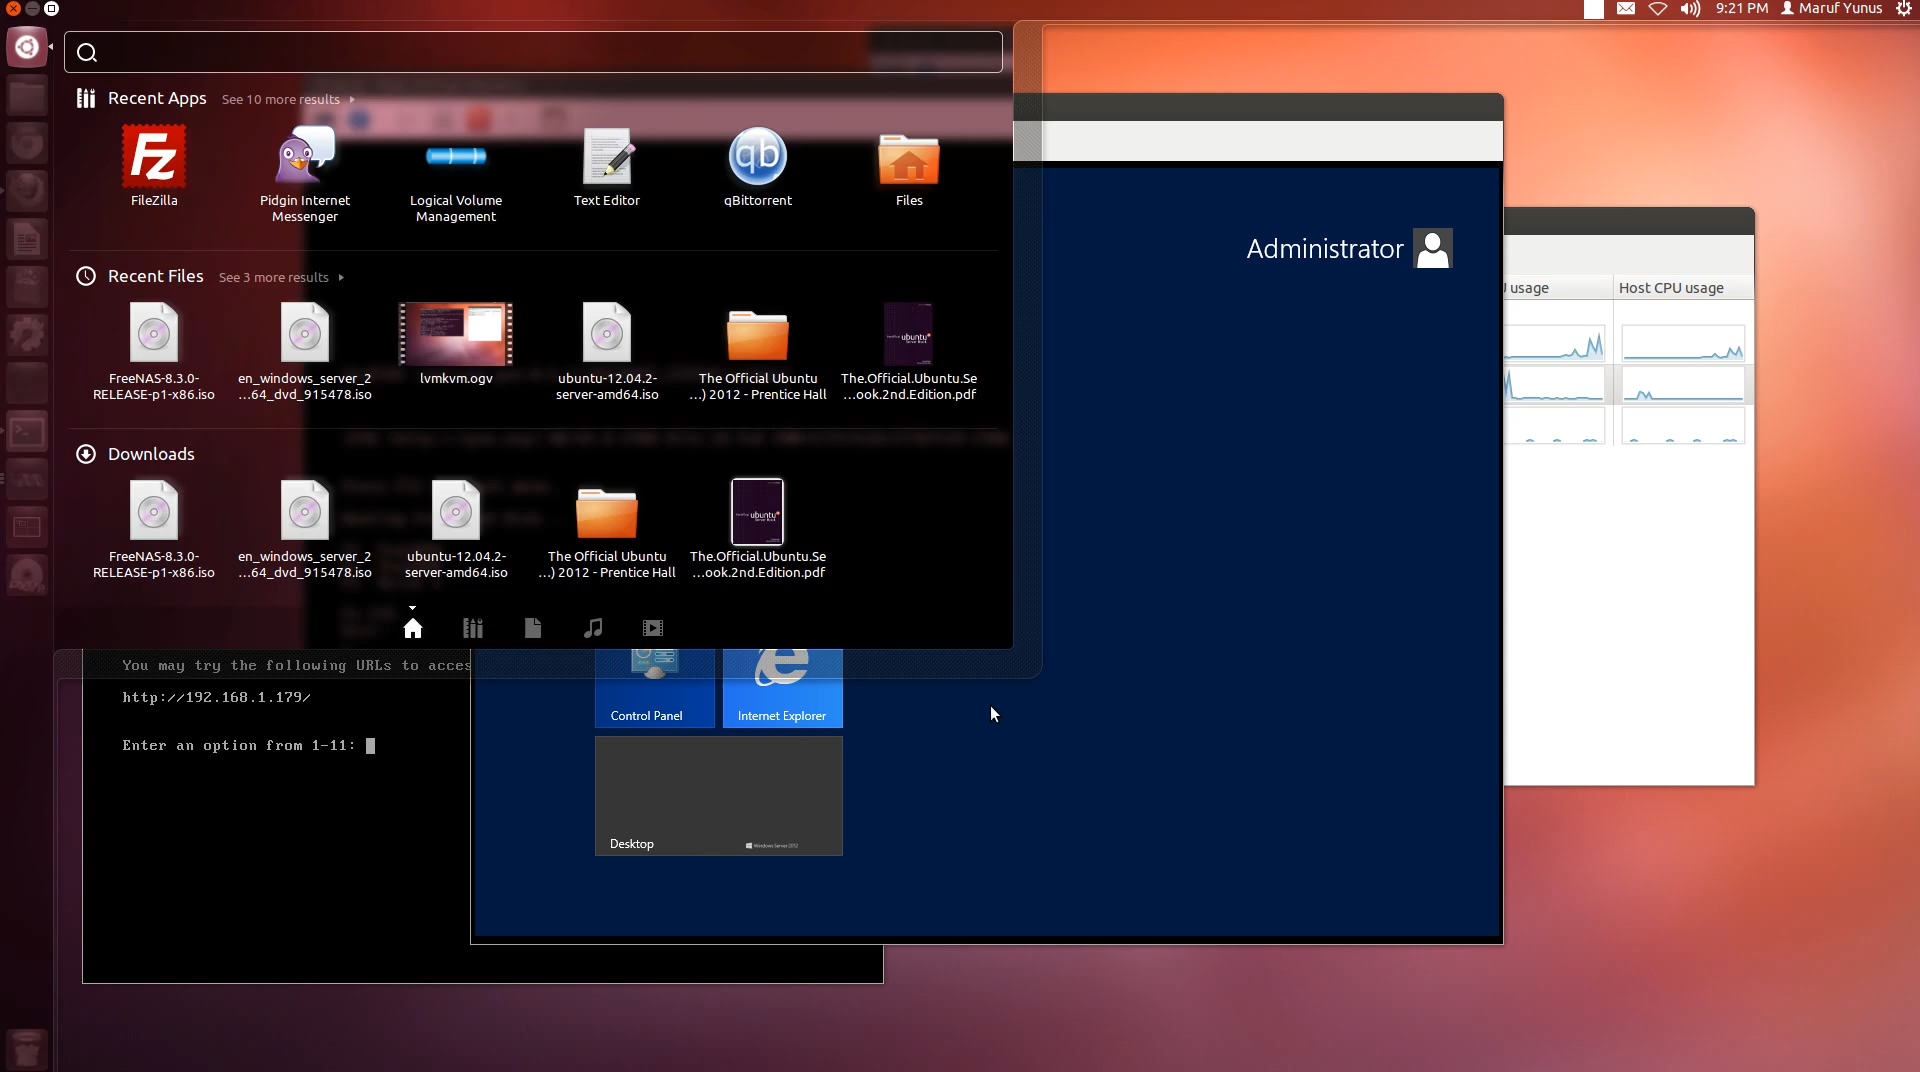 9:21 PM Maruf Yunus
Recent Apps See 10 more results
FZ
qb
FileZilla
Pidgin Internet
Messenger
Logical Volume
Management
Text Editor
qBittorrent
Files
Administrator
Recent Files See 3 more results
usage
Host CPU usage
ubuntu
FreeNAS-8.3.0-
RELEASE-p1-x86.iso
en_windows_server_2
...64_dvd_915478.iso
lvmkvm.ogv
ubuntu-12.04.2-
server-amd64.iso
The Official Ubuntu
...) 2012 - Prentice Hall
The.Official.Ubuntu.Se
...ook.2nd.Edition.pdf
Downloads
ubuntu
FreeNAS-8.3.0-
RELEASE-p1-x86.iso
en_windows_server_2
...64_dvd_915478.iso
ubuntu-12.04.2-
server-amd64.iso
The Official Ubuntu
...) 2012 - Prentice Hall
The.Official.Ubuntu.Se
...ook.2nd.Edition.pdf
You may try the following URLs to acces
http://192.168.1.179/
Enter an option from 1-11:
Control Panel
Internet Explorer
Desktop
Windows Server 2012